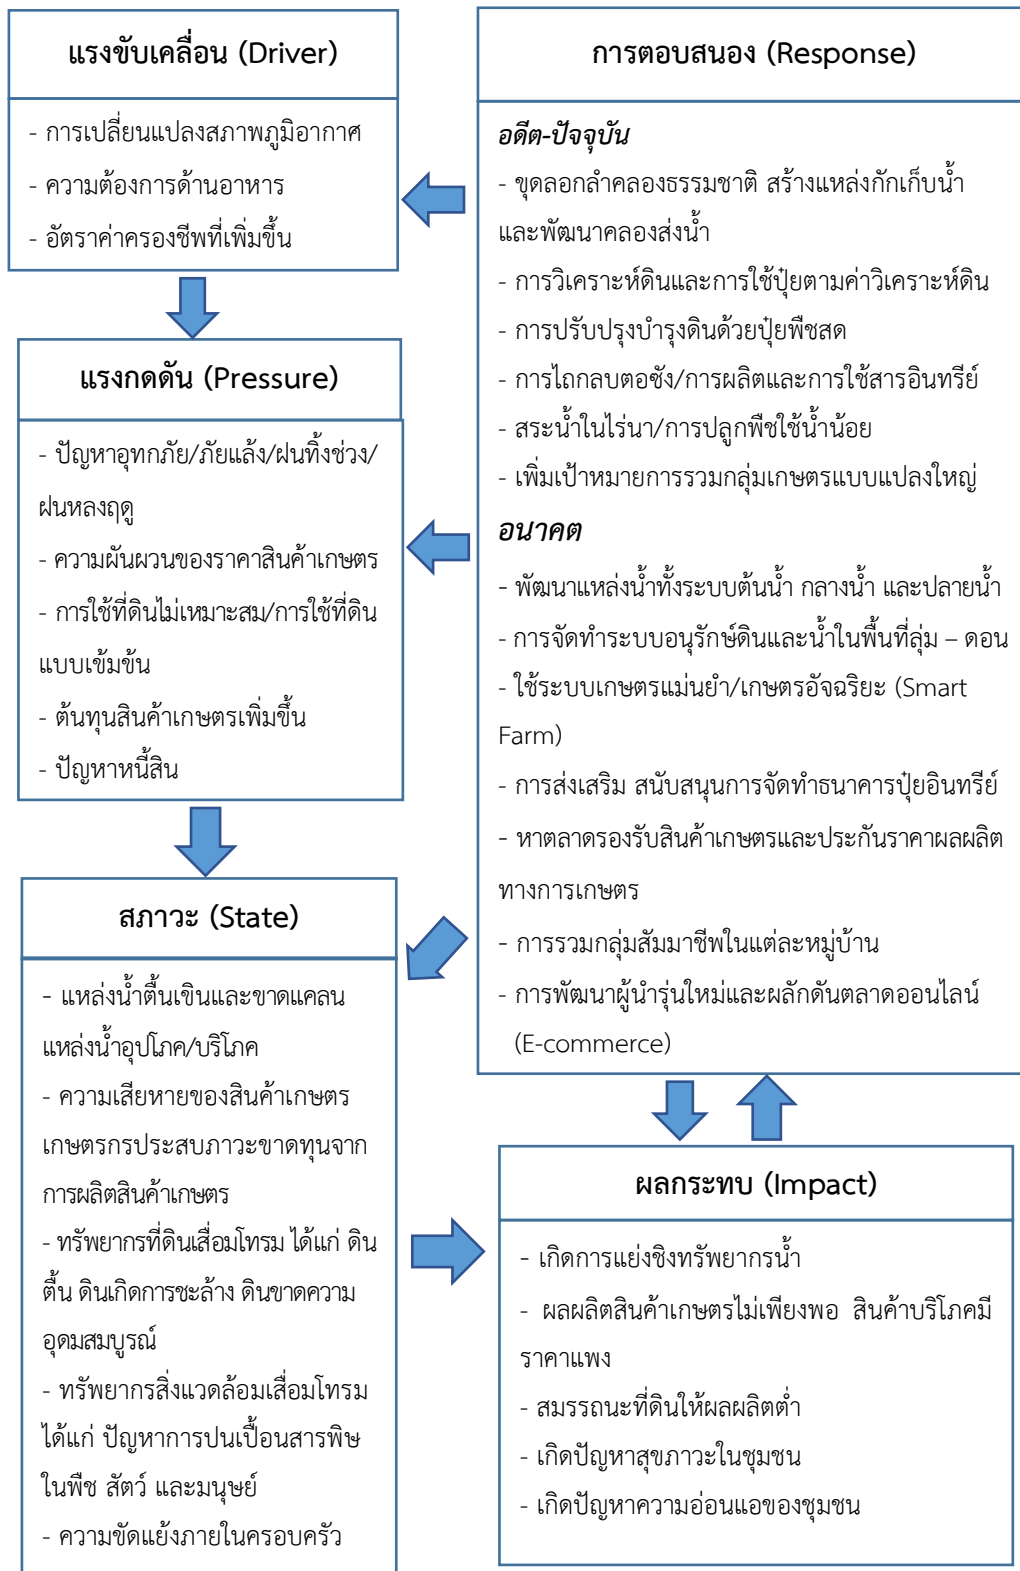 แรงขับเคลื่อน (Driver)
- การเปลี่ยนแปลงสภาพภูมิอากาศ
- ความต้องการด้านอาหาร
- อัตราค่าครองชีพที่เพิ่มขึ้น
แรงกดดัน (Pressure)
- ปัญหาอุทกภัย/ภัยแล้ง/ฝนทิ้งช่วง/
ฝนหลงฤดู
- ความผันผวนของราคาสินค้าเกษตร
- การใช้ที่ดินไม่เหมาะสม/การใช้ที่ดิน
แบบเข้มข้น
- ต้นทุนสินค้าเกษตรเพิ่มขึ้น
- ปัญหาหนี้สิน
สภาวะ (State)
- แหล่งน้ำตื้นเขินและขาดแคลน
แหล่งน้ำอุปโภค/บริโภค
- ความเสียหายของสินค้าเกษตร
เกษตรกรประสบภาวะขาดทุนจาก
การผลิตสินค้าเกษตร
- ทรัพยากรที่ดินเสื่อมโทรม ได้แก่ ดิน
ตื้น ดินเกิดการชะล้าง ดินขาดความ
อุดมสมบูรณ์
- ทรัพยากรสิ่งแวดล้อมเสื่อมโทรม
ได้แก่ ปัญหาการปนเปื้อนสารพิษ
ในพืช สัตว์ และมนุษย์
- ความขัดแย้งภายในครอบครัว
การตอบสนอง (Response)
อดีต-ปัจจุบัน
- ขุดลอกลำคลองธรรมชาติ สร้างแหล่งกักเก็บน้ำ
และพัฒนาคลองส่งน้ำ
- การวิเคราะห์ดินและการใช้ปุ๋ยตามค่าวิเคราะห์ดิน
- การปรับปรุงบำรุงดินด้วยปุ๋ยพืชสด
- การไถกลบตอซัง/การผลิตและการใช้สารอินทรีย์
- สระน้ำในไร่นา/การปลูกพืชใช้น้ำน้อย
- เพิ่มเป้าหมายการรวมกลุ่มเกษตรแบบแปลงใหญ่
อนาคต
- พัฒนาแหล่งน้ำทั้งระบบต้นน้ำ กลางน้ำ และปลายน้ำ
- การจัดทำระบบอนุรักษ์ดินและน้ำในพื้นที่ลุ่ม – ดอน
- ใช้ระบบเกษตรแม่นยำ/เกษตรอัจฉริยะ (Smart
Farm)
- การส่งเสริม สนับสนุนการจัดทำธนาคารปุ๋ยอินทรีย์
- หาตลาดรองรับสินค้าเกษตรและประกันราคาผลผลิต
ทางการเกษตร
- การรวมกลุ่มสัมมาชีพในแต่ละหมู่บ้าน
- การพัฒนาผู้นำรุ่นใหม่และผลักดันตลาดออนไลน์
(E-commerce)
ผลกระทบ (Impact)
- เกิดการแย่งชิงทรัพยากรน้ำ
- ผลผลิตสินค้าเกษตรไม่เพียงพอ สินค้าบริโภคมี
ราคาแพง
- สมรรถนะที่ดินให้ผลผลิตต่ำ
- เกิดปัญหาสุขภาวะในชุมชน
- เกิดปัญหาความอ่อนแอของชุมชน